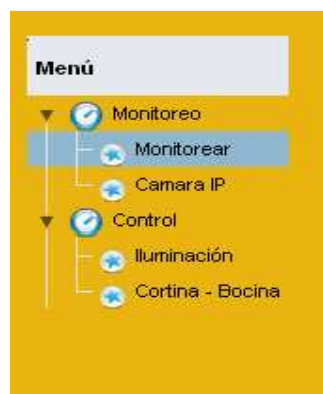 Menú
Monitoreo
Monitorear
Camara IP
Control
Iluminación
Cortina - Bocina